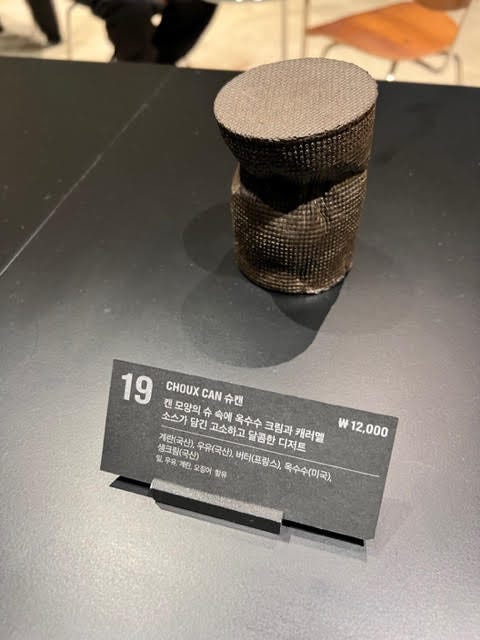 19
CHOUX CAN 슈캔
₩ 12,000
캔 모양의 슈 속에 옥수수 크림과 캐러멜
소스가 담긴 고소하고 달콤한 디저트
계란(국산), 우유(국산), 버터(프랑스), 옥수수(미국),
생크림(국산)
밀, 우유, 계란, 오징어 함유